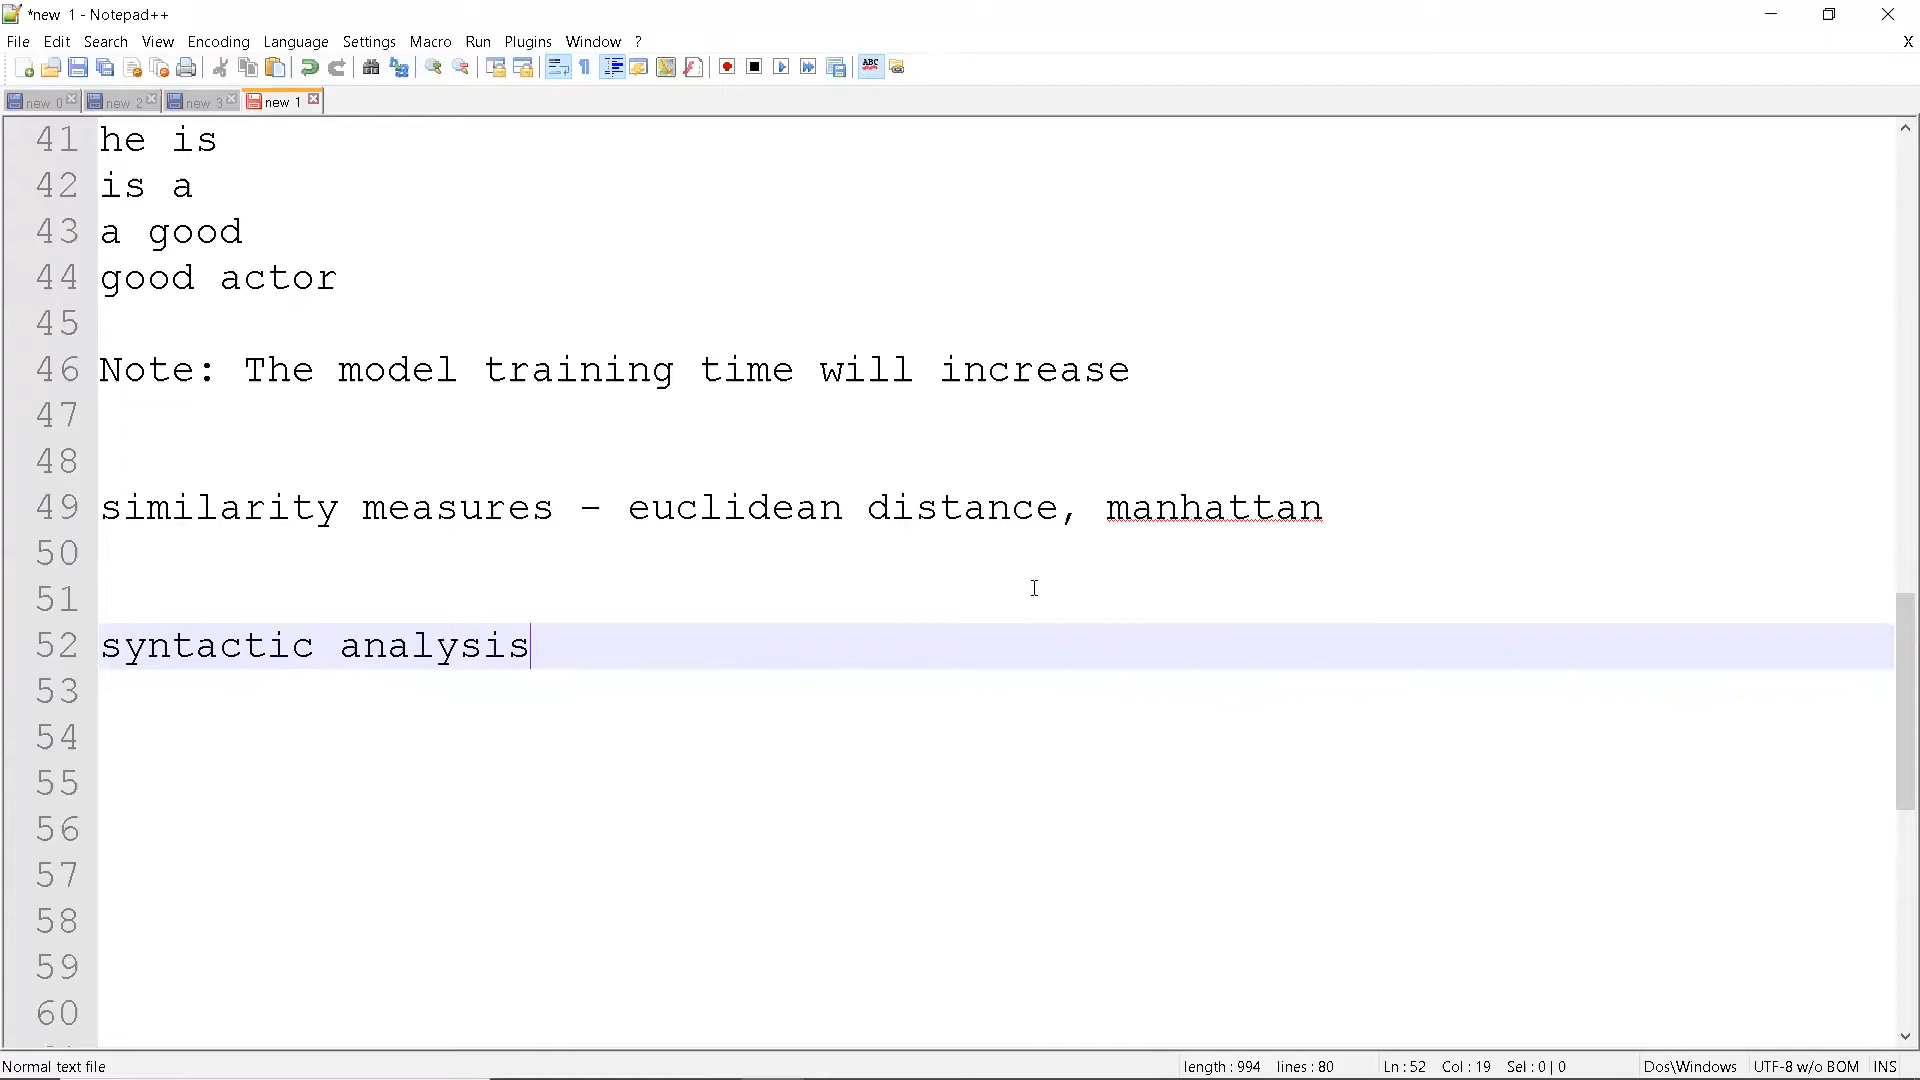 *new  1 - Notepad++
File Edit Search View Encoding Language Settings Macro Run Plugins Window ? X
ABC
new 0 new 2 new 3 new 1
41 he is
42 is a
43 a good
44 good actor
45
46 Note: The model training time will increase
47
48
49 similarity measures - euclidean distance, manhattan
50
51
52 syntactic analysis
53
54
55
56
57
58
59
60
Normal text file length : 994 lines : 80 Ln : 52 Col : 19 Sel : 0 | 0 Dos\Windows UTF-8 w/o BOM INS